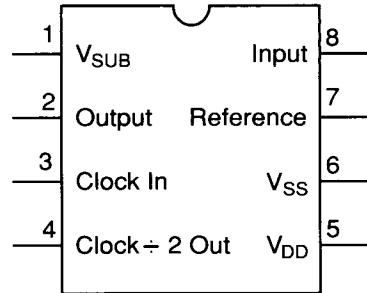 1 V_SUB Input 8
2 Output Reference 7
3 Clock In V_SS 6
4 Clock ÷ 2 Out V_DD 5